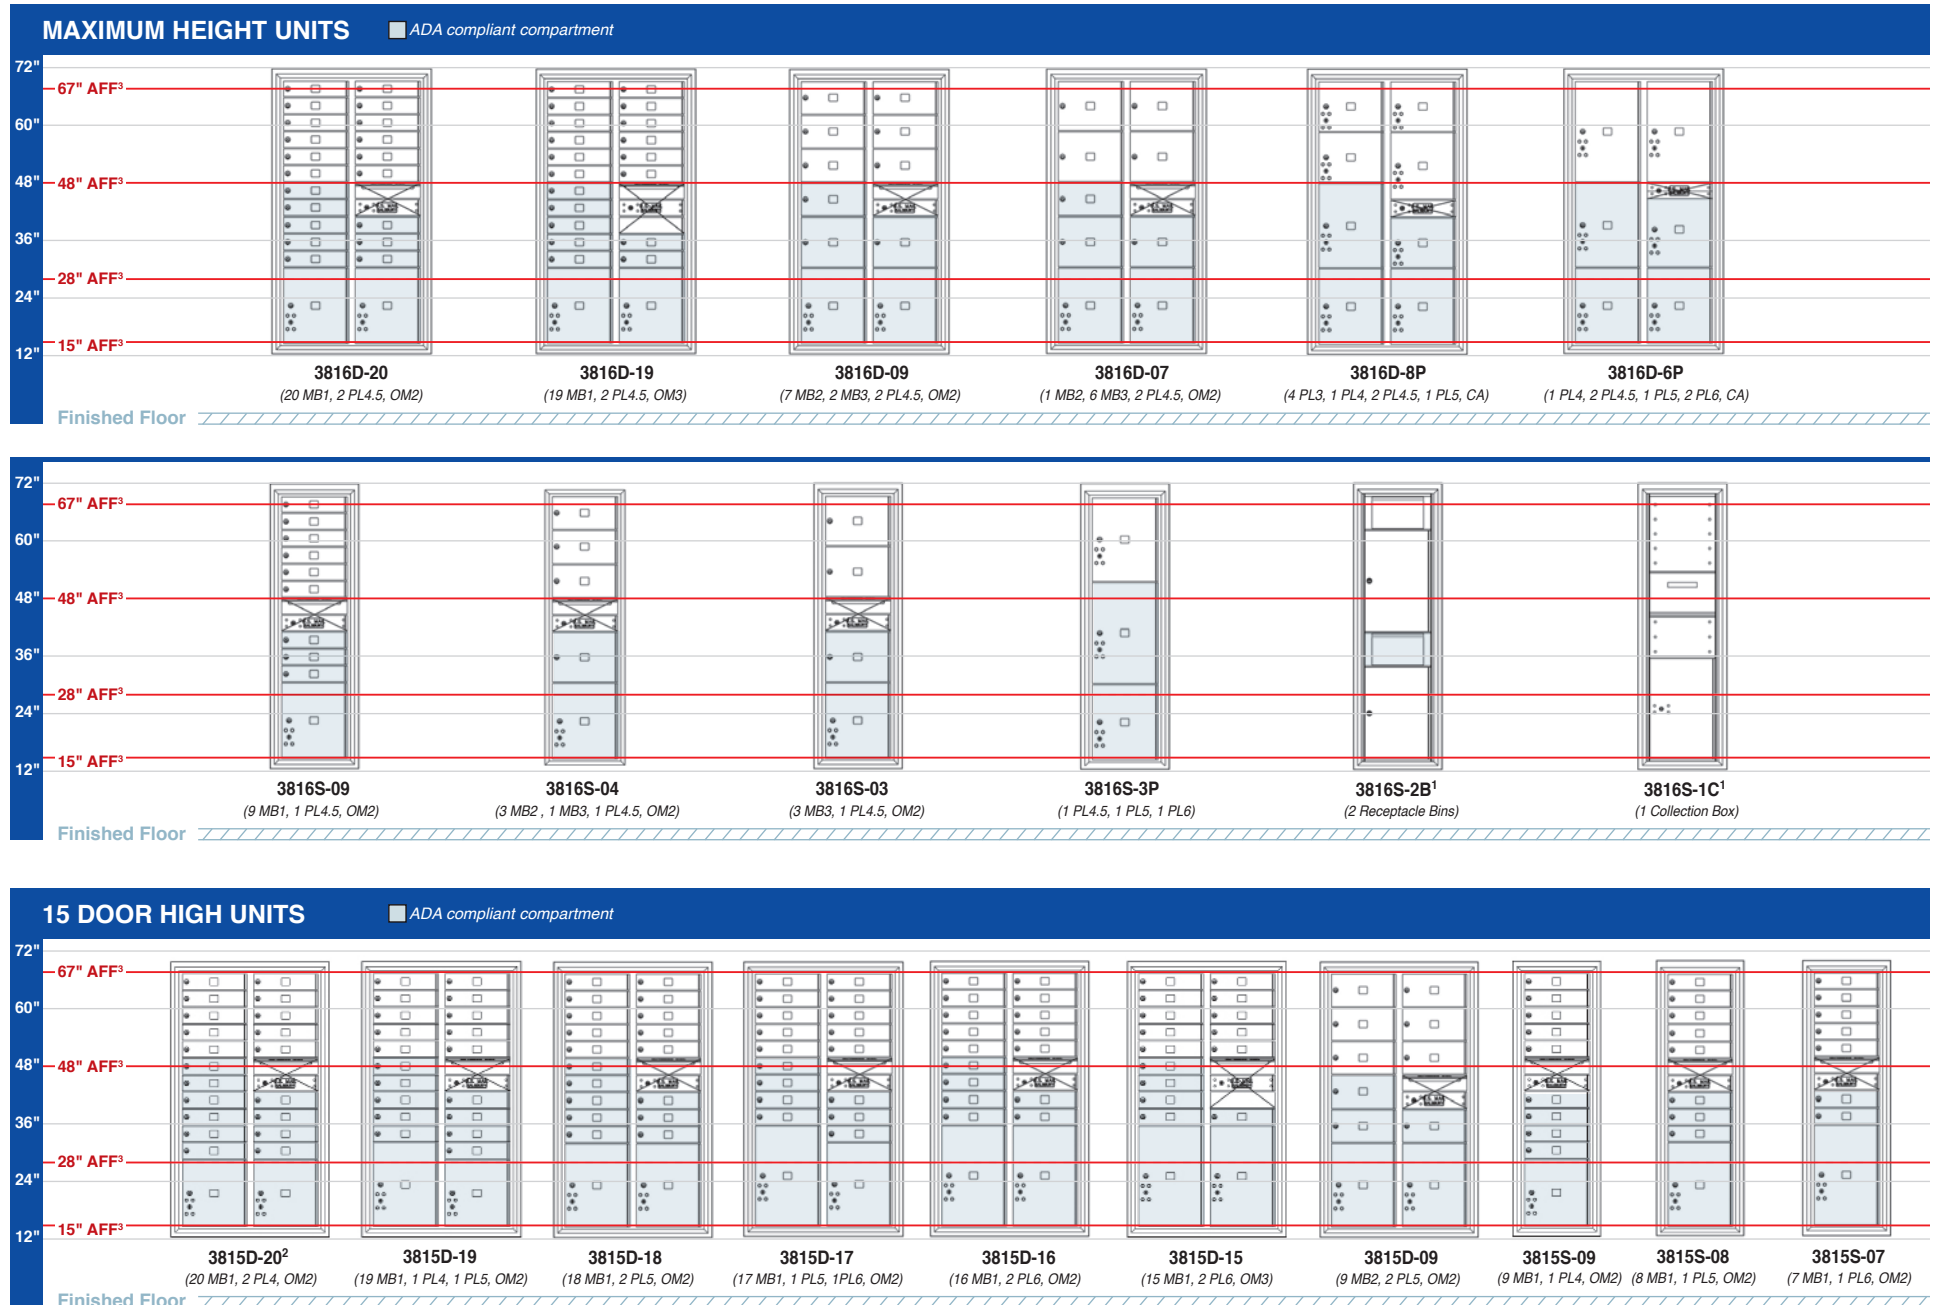 MAXIMUM HEIGHT UNITS
ADA compliant compartment
72"
67" AFF³
60"
48"
48" AFF³
36"
28" AFF³
24"
15" AFF³
12"
3816D-20
(20 MB1, 2 PL4.5, OM2)
3816D-19
(19 MB1, 2 PL4.5, OM3)
3816D-09
(7 MB2, 2 MB3, 2 PL4.5, OM2)
3816D-07
(1 MB2, 6 MB3, 2 PL4.5, OM2)
3816D-8P
(4 PL3, 1 PL4, 2 PL4.5, 1 PL5, CA)
3816D-6P
(1 PL4, 2 PL4.5, 1 PL5, 2 PL6, CA)
Finished Floor
72"
67" AFF³
60"
48"
48" AFF³
36"
28" AFF³
24"
15" AFF³
12"
3816S-09
(9 MB1, 1 PL4.5, OM2)
3816S-04
(3 MB2 , 1 MB3, 1 PL4.5, OM2)
3816S-03
(3 MB3, 1 PL4.5, OM2)
3816S-3P
(1 PL4.5, 1 PL5, 1 PL6)
3816S-2B¹
(2 Receptacle Bins)
3816S-1C¹
(1 Collection Box)
Finished Floor
15 DOOR HIGH UNITS
ADA compliant compartment
72"
67" AFF³
60"
48"
48" AFF³
36"
28" AFF³
24"
15" AFF³
12"
3815D-20²
(20 MB1, 2 PL4, OM2)
3815D-19
(19 MB1, 1 PL4, 1 PL5, OM2)
3815D-18
(18 MB1, 2 PL5, OM2)
3815D-17
(17 MB1, 1 PL5, 1PL6, OM2)
3815D-16
(16 MB1, 2 PL6, OM2)
3815D-15
(15 MB1, 2 PL6, OM3)
3815D-09
(9 MB2, 2 PL5, OM2)
3815S-09
(9 MB1, 1 PL4, OM2)
3815S-08
(8 MB1, 1 PL5, OM2)
3815S-07
(7 MB1, 1 PL6, OM2)
Finished Floor